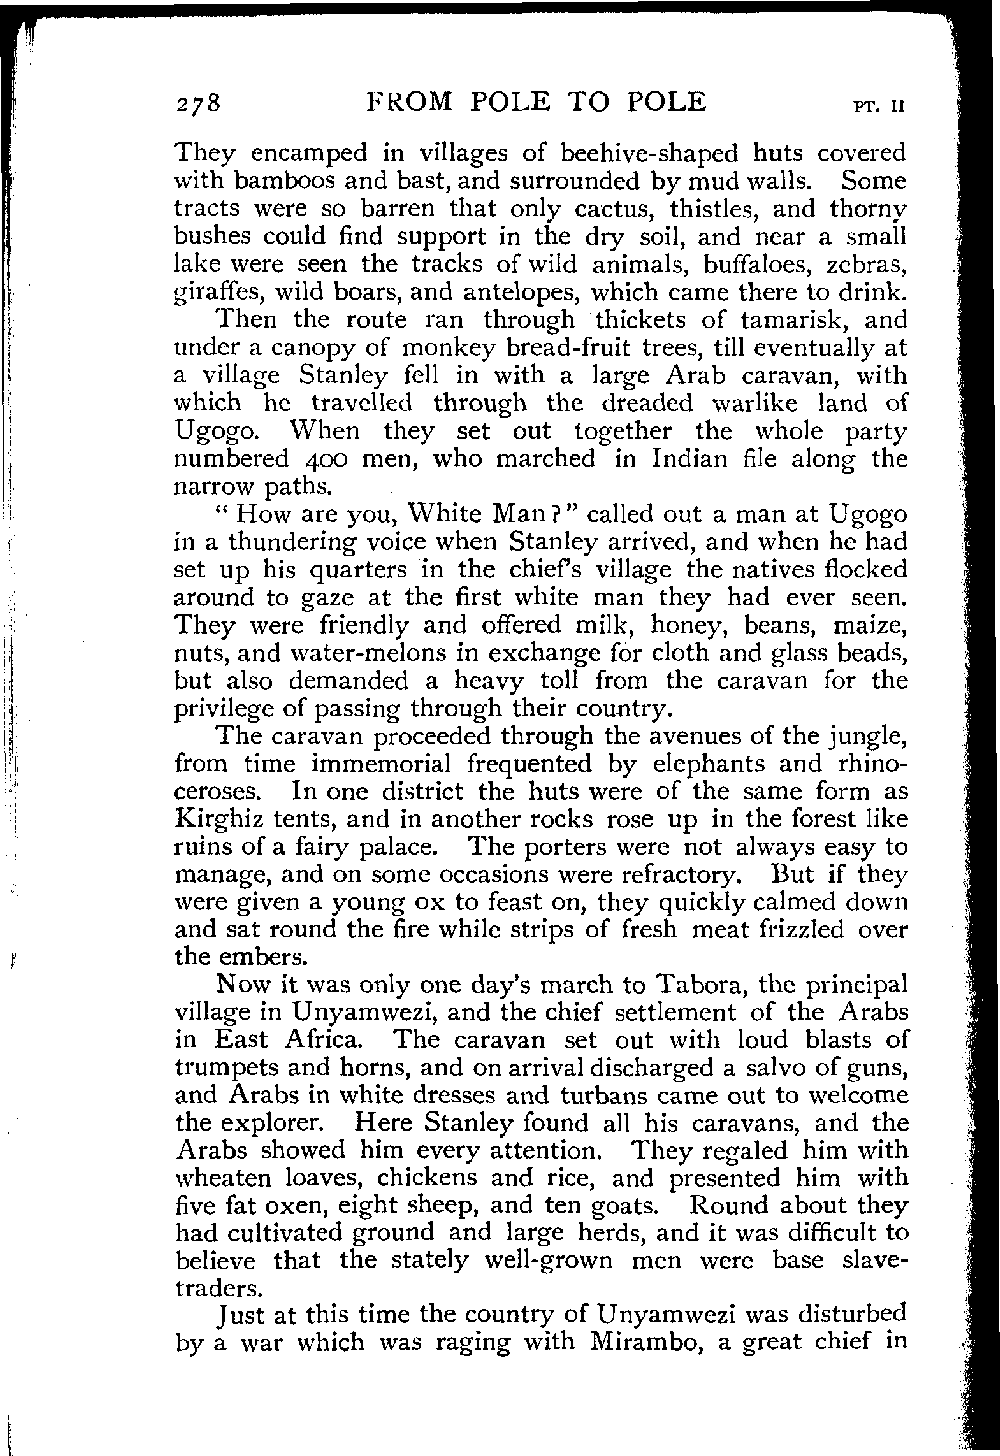 278 FROM POLE TO POLE PT. II
They encamped in villages of beehive-shaped huts covered
with bamboos and bast, and surrounded by mud walls. Some
tracts were so barren that only cactus, thistles, and thorny
bushes could find support in the dry soil, and near a small
lake were seen the tracks of wild animals, buffaloes, zebras,
giraffes, wild boars, and antelopes, which came there to drink.
Then the route ran through thickets of tamarisk, and
under a canopy of monkey bread-fruit trees, till eventually at
a village Stanley fell in with a large Arab caravan, with
which he travelled through the dreaded warlike land of
Ugogo. When they set out together the whole party
numbered 400 men, who marched in Indian file along the
narrow paths.
“ How are you, White Man?” called out a man at Ugogo
in a thundering voice when Stanley arrived, and when he had
set up his quarters in the chief's village the natives flocked
around to gaze at the first white man they had ever seen.
They were friendly and offered milk, honey, beans, maize,
nuts, and water-melons in exchange for cloth and glass beads,
but also demanded a heavy toll from the caravan for the
privilege of passing through their country.
The caravan proceeded through the avenues of the jungle,
from time immemorial frequented by elephants and rhino-
ceroses. In one district the huts were of the same form as
Kirghiz tents, and in another rocks rose up in the forest like
ruins of a fairy palace. The porters were not always easy to
manage, and on some occasions were refractory. But if they
were given a young ox to feast on, they quickly calmed down
and sat round the fire while strips of fresh meat frizzled over
the embers.
Now it was only one day's march to Tabora, the principal
village in Unyamwezi, and the chief settlement of the Arabs
in East Africa. The caravan set out with loud blasts of
trumpets and horns, and on arrival discharged a salvo of guns,
and Arabs in white dresses and turbans came out to welcome
the explorer. Here Stanley found all his caravans, and the
Arabs showed him every attention. They regaled him with
wheaten loaves, chickens and rice, and presented him with
five fat oxen, eight sheep, and ten goats. Round about they
had cultivated ground and large herds, and it was difficult to
believe that the stately well-grown men were base slave-
traders.
Just at this time the country of Unyamwezi was disturbed
by a war which was raging with Mirambo, a great chief in